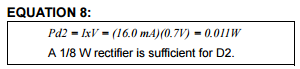 EQUATION 8:
Pd2 = IxV = (16.0 mA)(0.7V) = 0.011W
A 1/8 W rectifier is sufficient for D2.